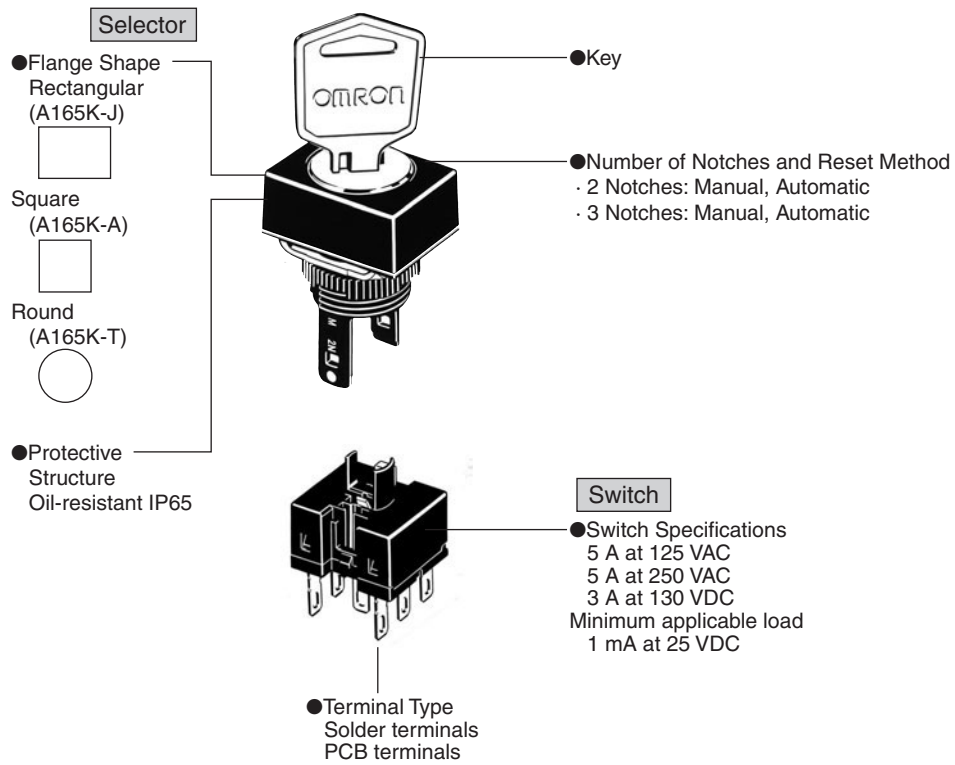 Selector
●Flange Shape
Rectangular
(A165K-J)
Square
(A165K-A)
Round
(A165K-T)
●Protective
Structure
Oil-resistant IP65
OMRON
●Key
●Number of Notches and Reset Method
· 2 Notches: Manual, Automatic
· 3 Notches: Manual, Automatic
Switch
●Switch Specifications
5 A at 125 VAC
5 A at 250 VAC
3 A at 130 VDC
Minimum applicable load
1 mA at 25 VDC
●Terminal Type
Solder terminals
PCB terminals